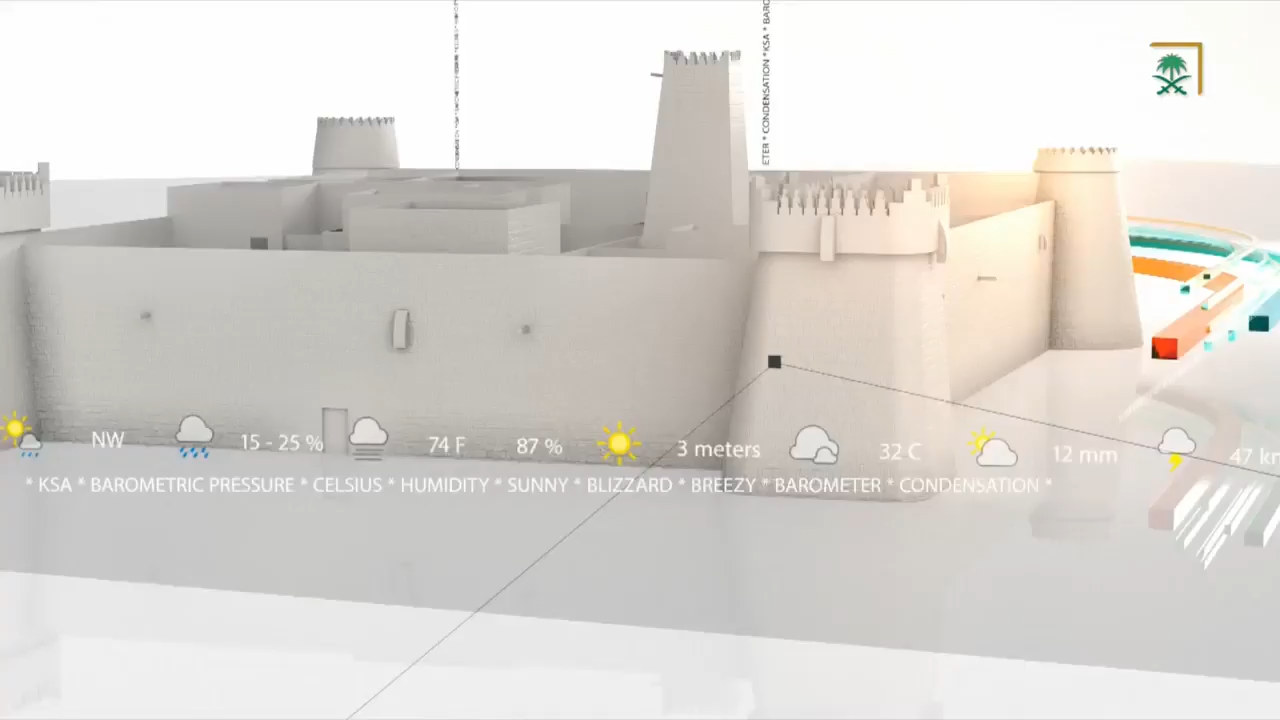 ETER * CONDENSATION *KSA * BARO
NW 15 - 25 % 74 F 87 % 3 meters 32 C 12 mm 47 km
* KSA * BAROMETRIC PRESSURE * CELSIUS * HUMIDITY * SUNNY * BLIZZARD * BREEZY * BAROMETER * CONDENSATION *